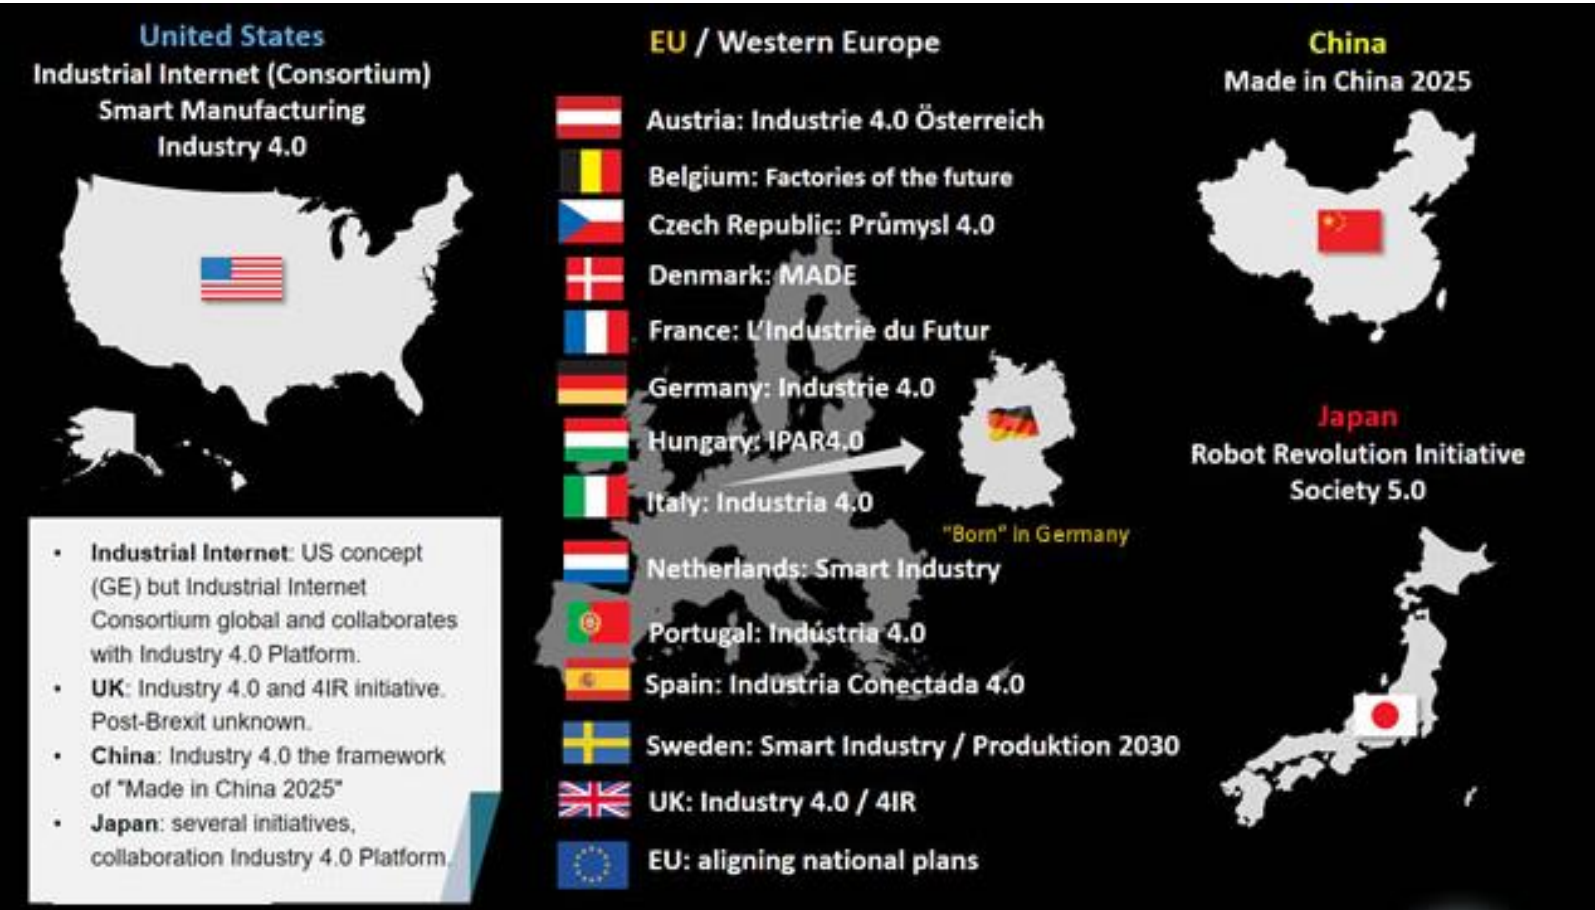 United States
Industrial Internet (Consortium)
Smart Manufacturing
Industry 4.0
• Industrial Internet: US concept
(GE) but Industrial Internet
Consortium global and collaborates
with Industry 4.0 Platform.
• UK: Industry 4.0 and 4IR initiative.
Post-Brexit unknown.
• China: Industry 4.0 the framework
of "Made in China 2025"
• Japan: several initiatives,
collaboration Industry 4.0 Platform.
EU / Western Europe
Austria: Industrie 4.0 Österreich
Belgium: Factories of the future
Czech Republic: Průmysl 4.0
Denmark: MADE
France: L'Industrie du Futur
Germany: Industrie 4.0
Hungary: IPAR4.0
Italy: Industria 4.0
Netherlands: Smart Industry
Portugal: Indústria 4.0
Spain: Industria Conectada 4.0
Sweden: Smart Industry / Produktion 2030
UK: Industry 4.0 / 4IR
EU: aligning national plans
"Born" in Germany
China
Made in China 2025
Japan
Robot Revolution Initiative
Society 5.0